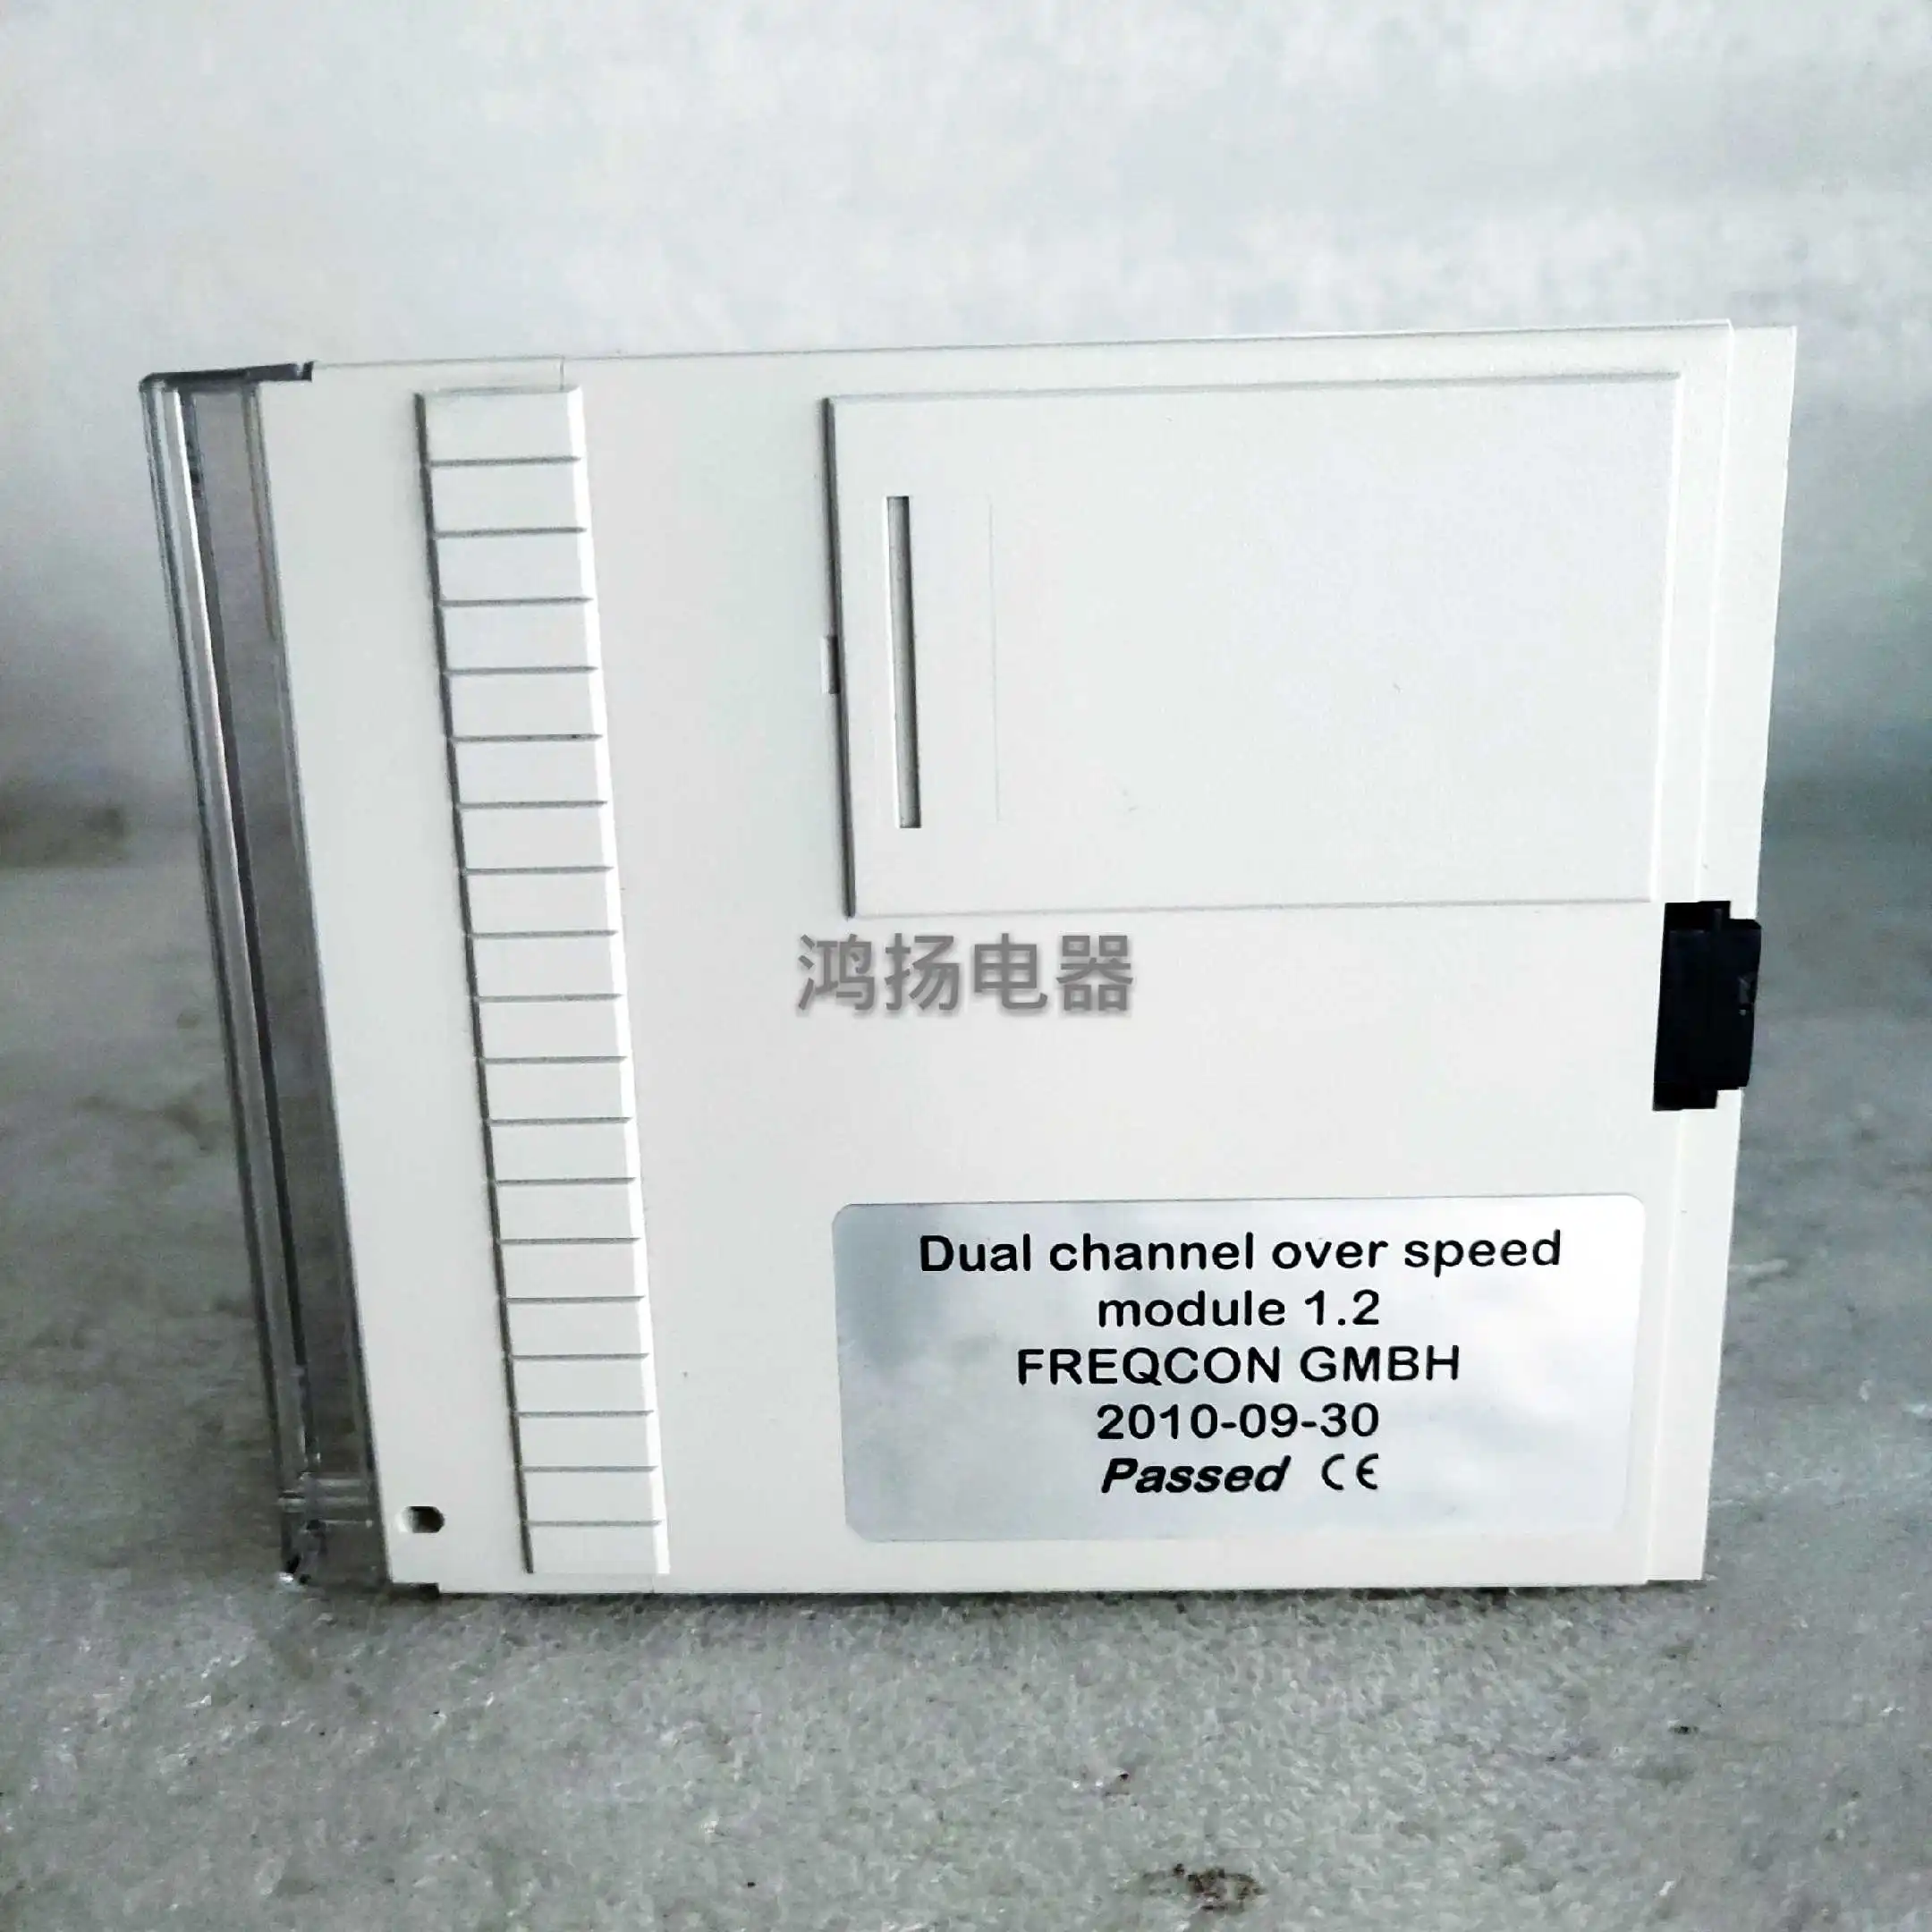 鸿扬电器
Dual channel over speed
module 1.2
FREQCON GMBH
2010-09-30
Passed CE